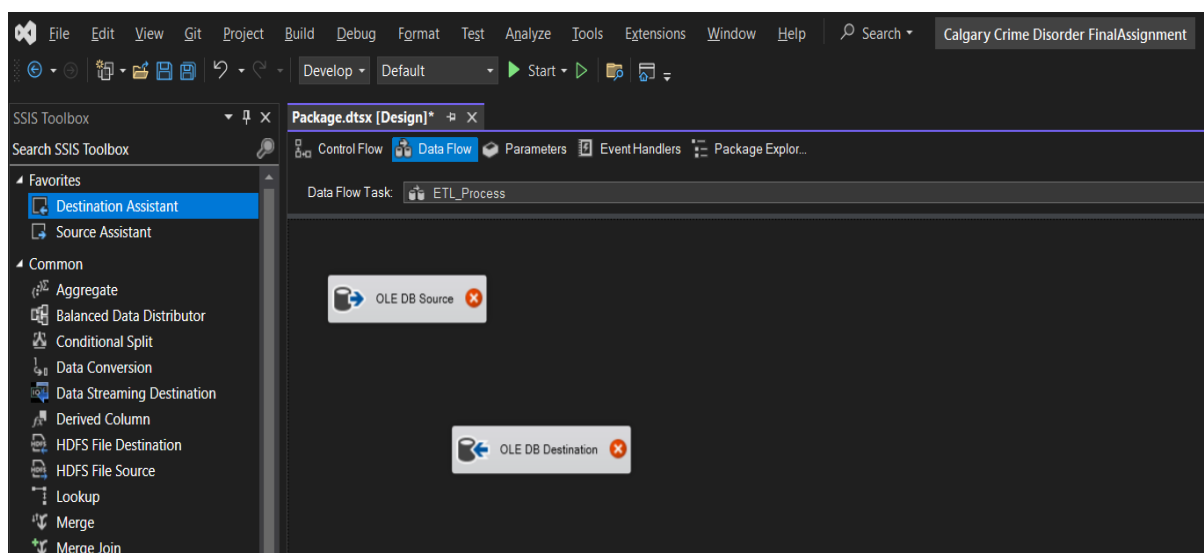 File Edit View Git Project Build Debug Format Test Analyze Tools Extensions Window Help Search Calgary Crime Disorder FinalAssignment
Develop Default Start
SSIS Toolbox
Search SSIS Toolbox
Favorites
Destination Assistant
Source Assistant
Common
Aggregate
Balanced Data Distributor
Conditional Split
Data Conversion
Data Streaming Destination
Derived Column
HDFS File Destination
HDFS File Source
Lookup
Merge
Merge Join
Package.dtsx [Design]*
Control Flow Data Flow Parameters Event Handlers Package Explor...
Data Flow Task: ETL_Process
OLE DB Source
OLE DB Destination